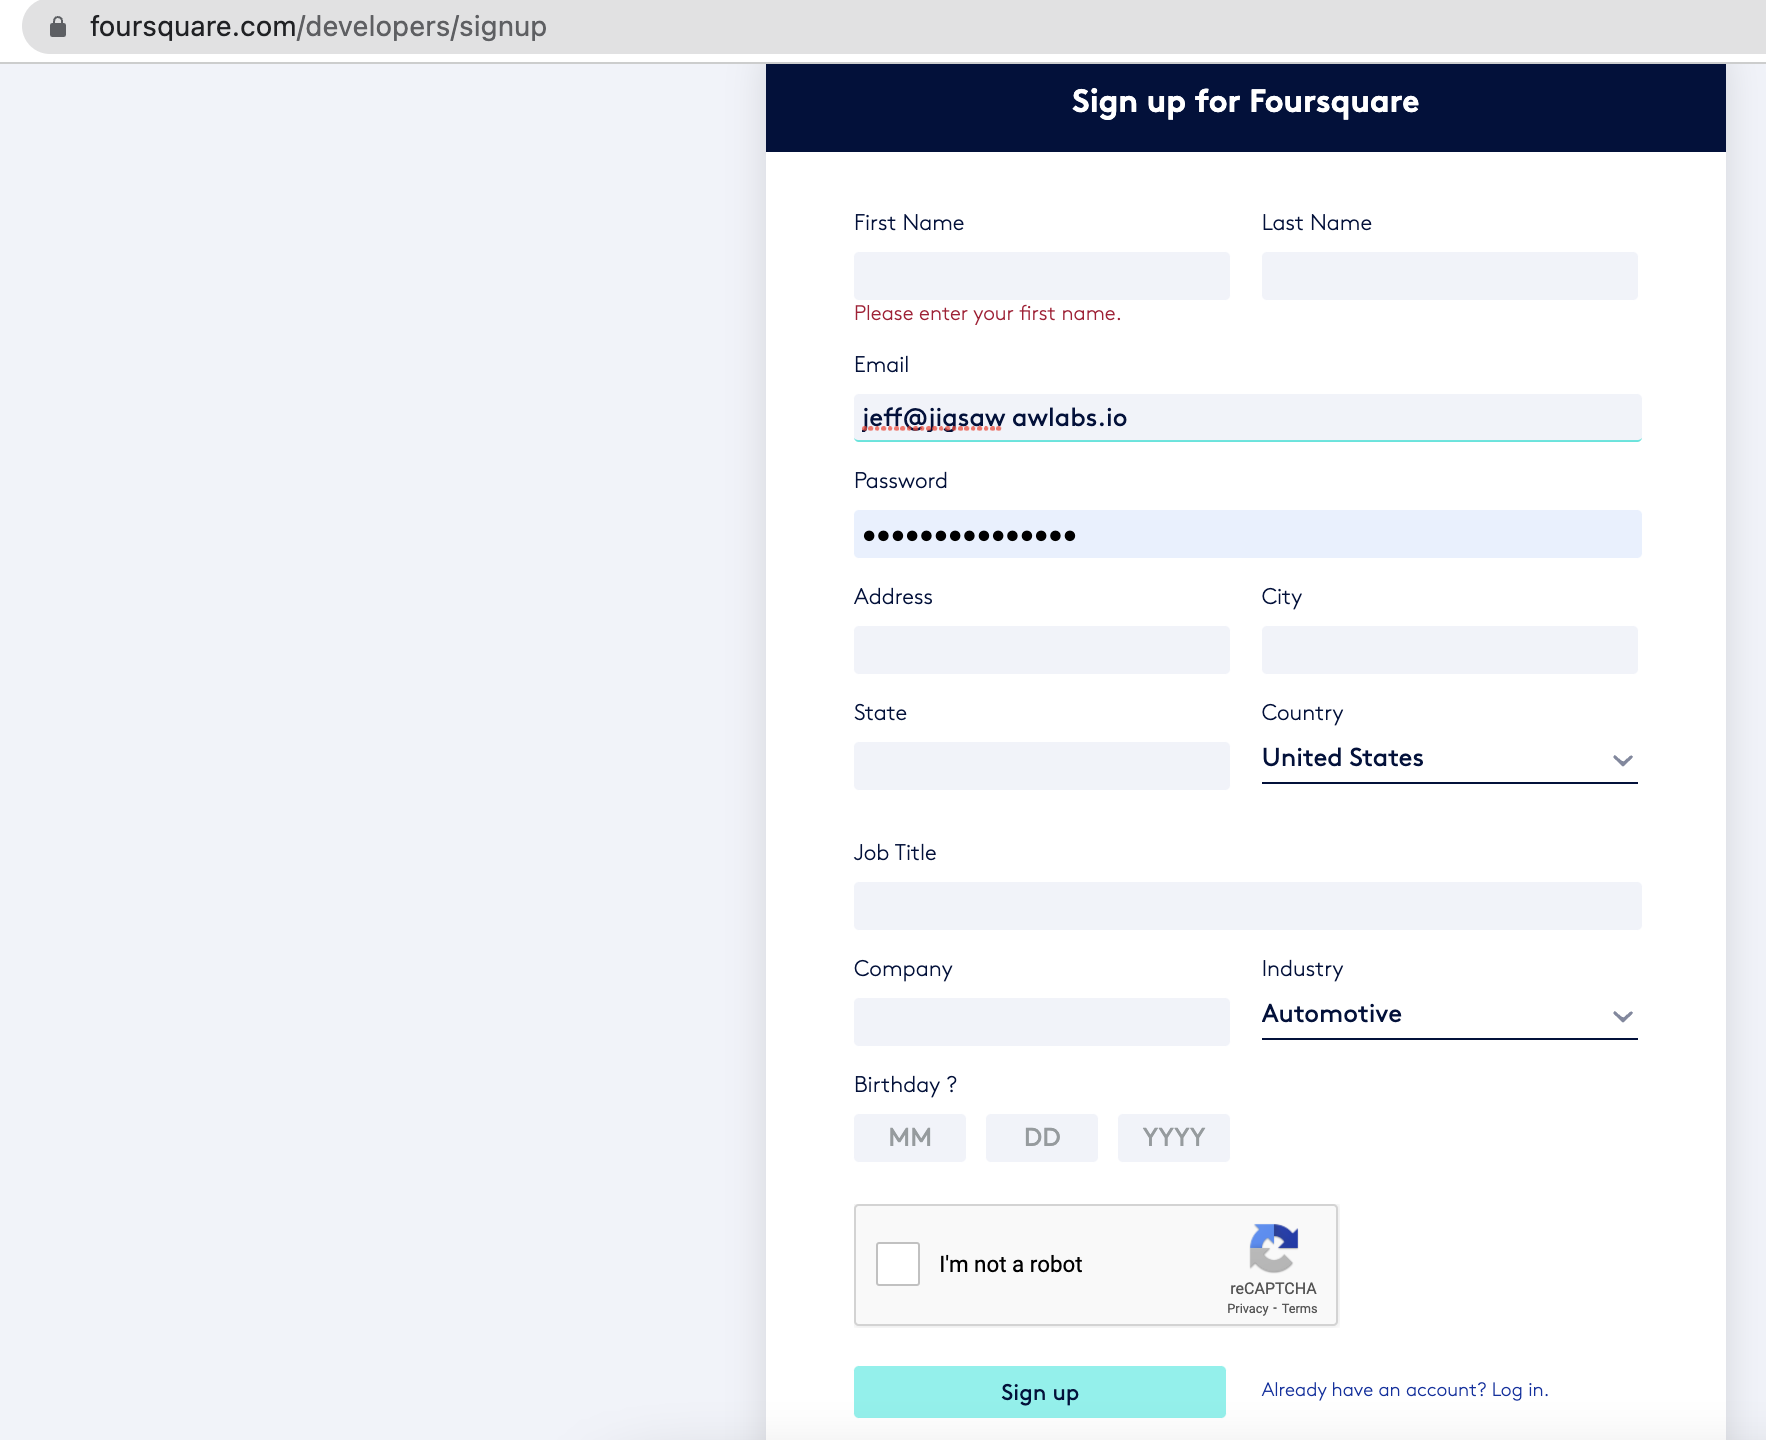 foursquare.com/developers/signup
Sign up for Foursquare
First Name
Last Name
Please enter your first name.
Email
jeff@jigsaw awlabs.io
Password
Address
City
State
Country
United States
Job Title
Company
Industry
Automotive
Birthday ?
MM
DD
YYYY
I'm not a robot
reCAPTCHA
Privacy - Terms
Sign up
Already have an account? Log in.